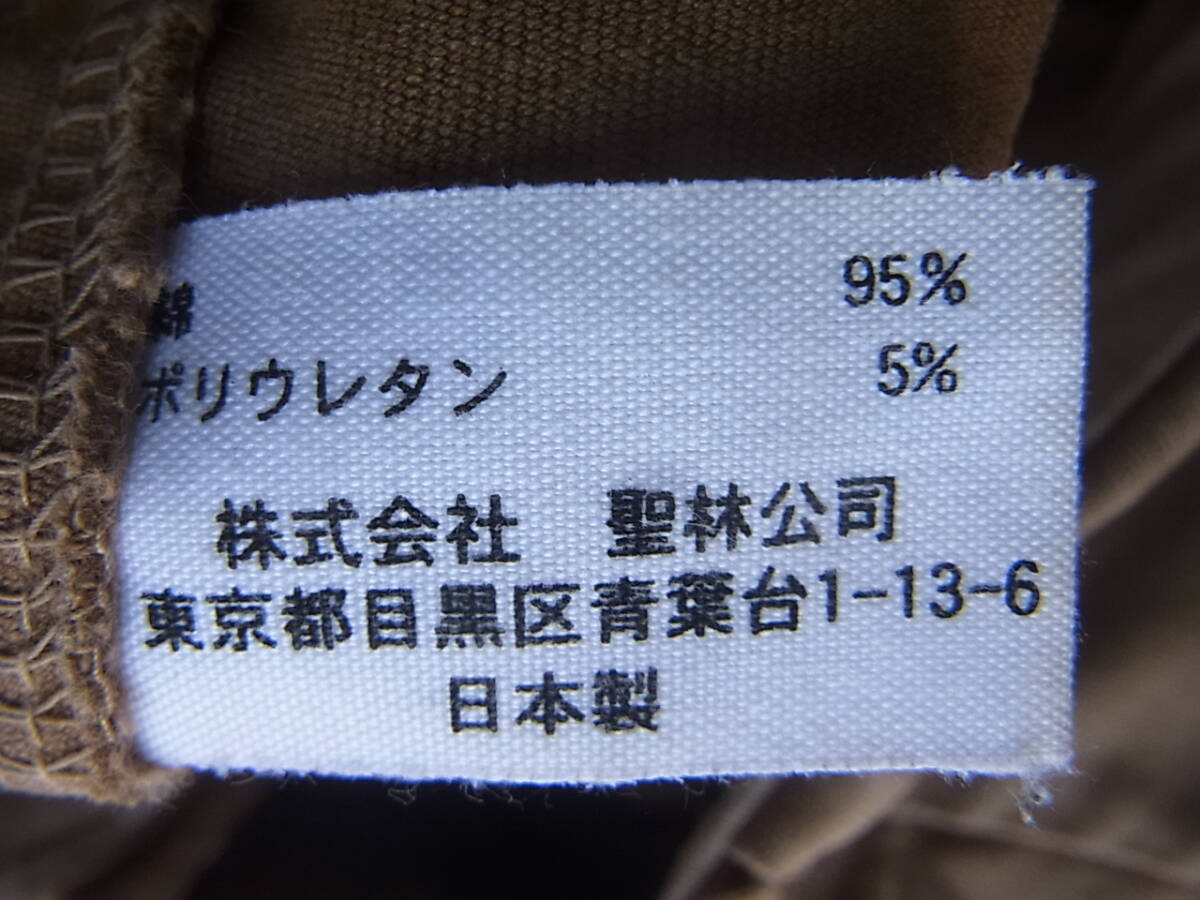 綿 95%
ポリウレタン 5%
株式会社 聖林公司
東京都目黒区青葉台1-13-6
日本製